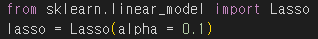 from sklearn.linear_model import Lasso
lasso = Lasso(alpha = 0.1)